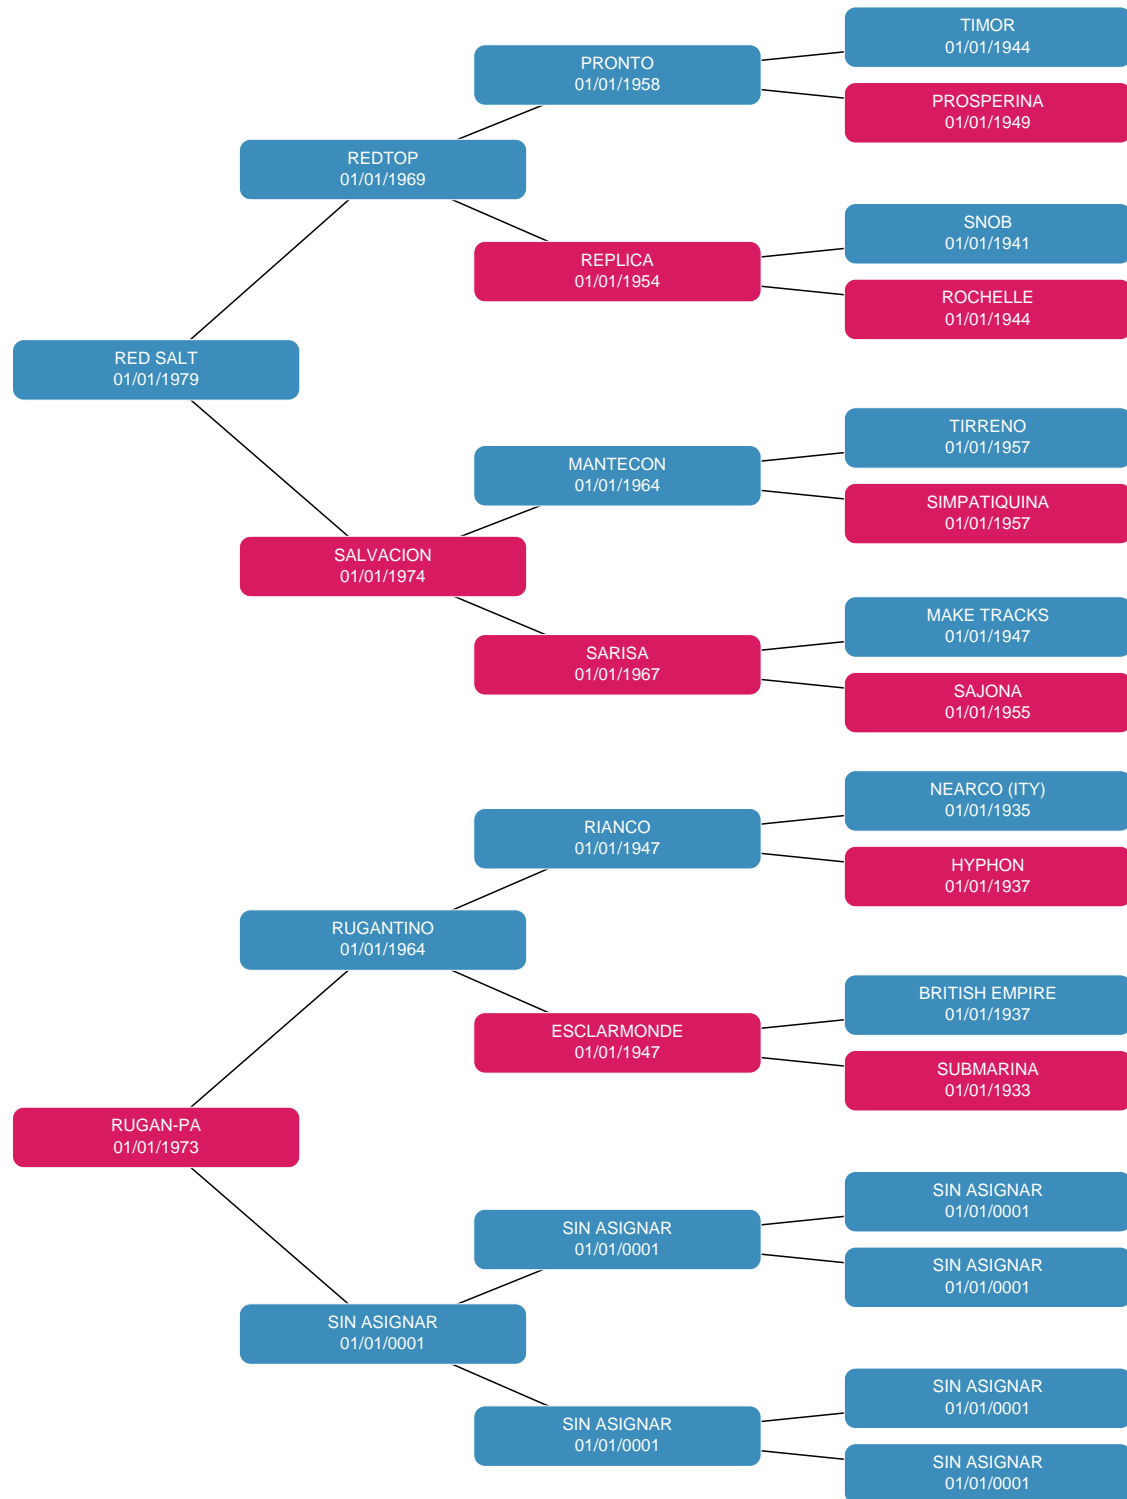 TIMOR
01/01/1944
PRONTO
01/01/1958
PROSPERINA
01/01/1949
REDTOP
01/01/1969
SNOB
01/01/1941
REPLICA
01/01/1954
ROCHELLE
01/01/1944
RED SALT
01/01/1979
TIRRENO
01/01/1957
MANTECON
01/01/1964
SIMPATIQUINA
01/01/1957
SALVACION
01/01/1974
MAKE TRACKS
01/01/1947
SARISA
01/01/1967
SAJONA
01/01/1955
NEARCO (ITY)
01/01/1935
RIANCO
01/01/1947
HYPHON
01/01/1937
RUGANTINO
01/01/1964
BRITISH EMPIRE
01/01/1937
ESCLARMONDE
01/01/1947
SUBMARINA
01/01/1933
RUGAN-PA
01/01/1973
SIN ASIGNAR
01/01/0001
SIN ASIGNAR
01/01/0001
SIN ASIGNAR
01/01/0001
SIN ASIGNAR
01/01/0001
SIN ASIGNAR
01/01/0001
SIN ASIGNAR
01/01/0001
SIN ASIGNAR
01/01/0001